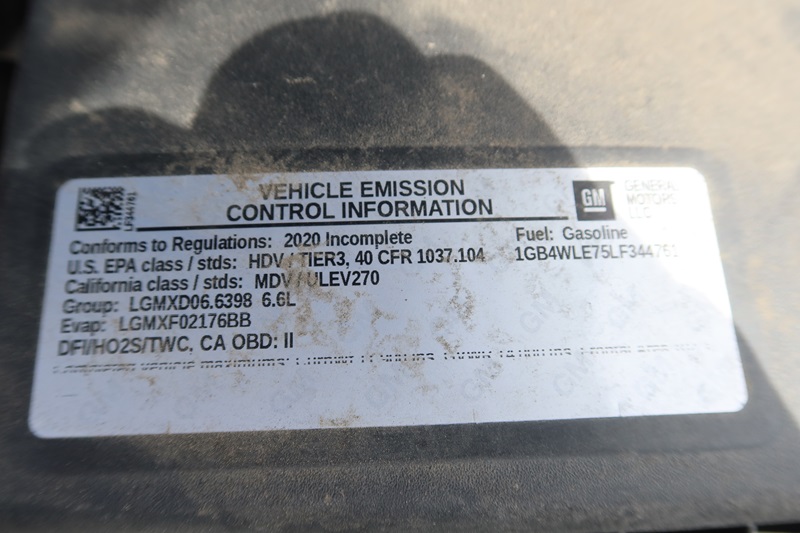 VEHICLE EMISSION
CONTROL INFORMATION
GM
GENERAL
MOTORS
LLC
LF344761
Conforms to Regulations: 2020 Incomplete
Fuel: Gasoline
U.S. EPA class / stds: HDV / TIER3, 40 CFR 1037.104
1GB4WLE75LF344761
California class / stds: MDV / ULEV270
Group: LGMXD06.6398 6.6L
Evap: LGMXF02176BB
DFI/HO2S/TWC, CA OBD: II